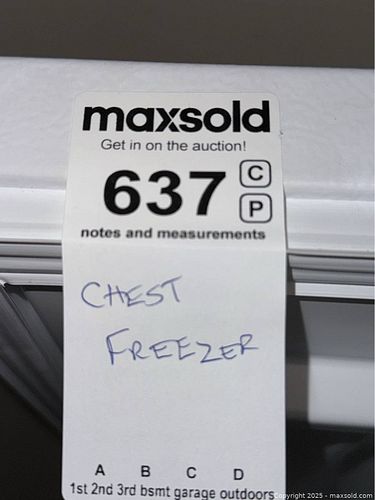 maxsold
Get in on the auction!
637 C
P
notes and measurements
CHEST
FREEZER
A B C D
1st 2nd 3rd bsmt garage outdoors
Copyright 2025 - maxsold.com